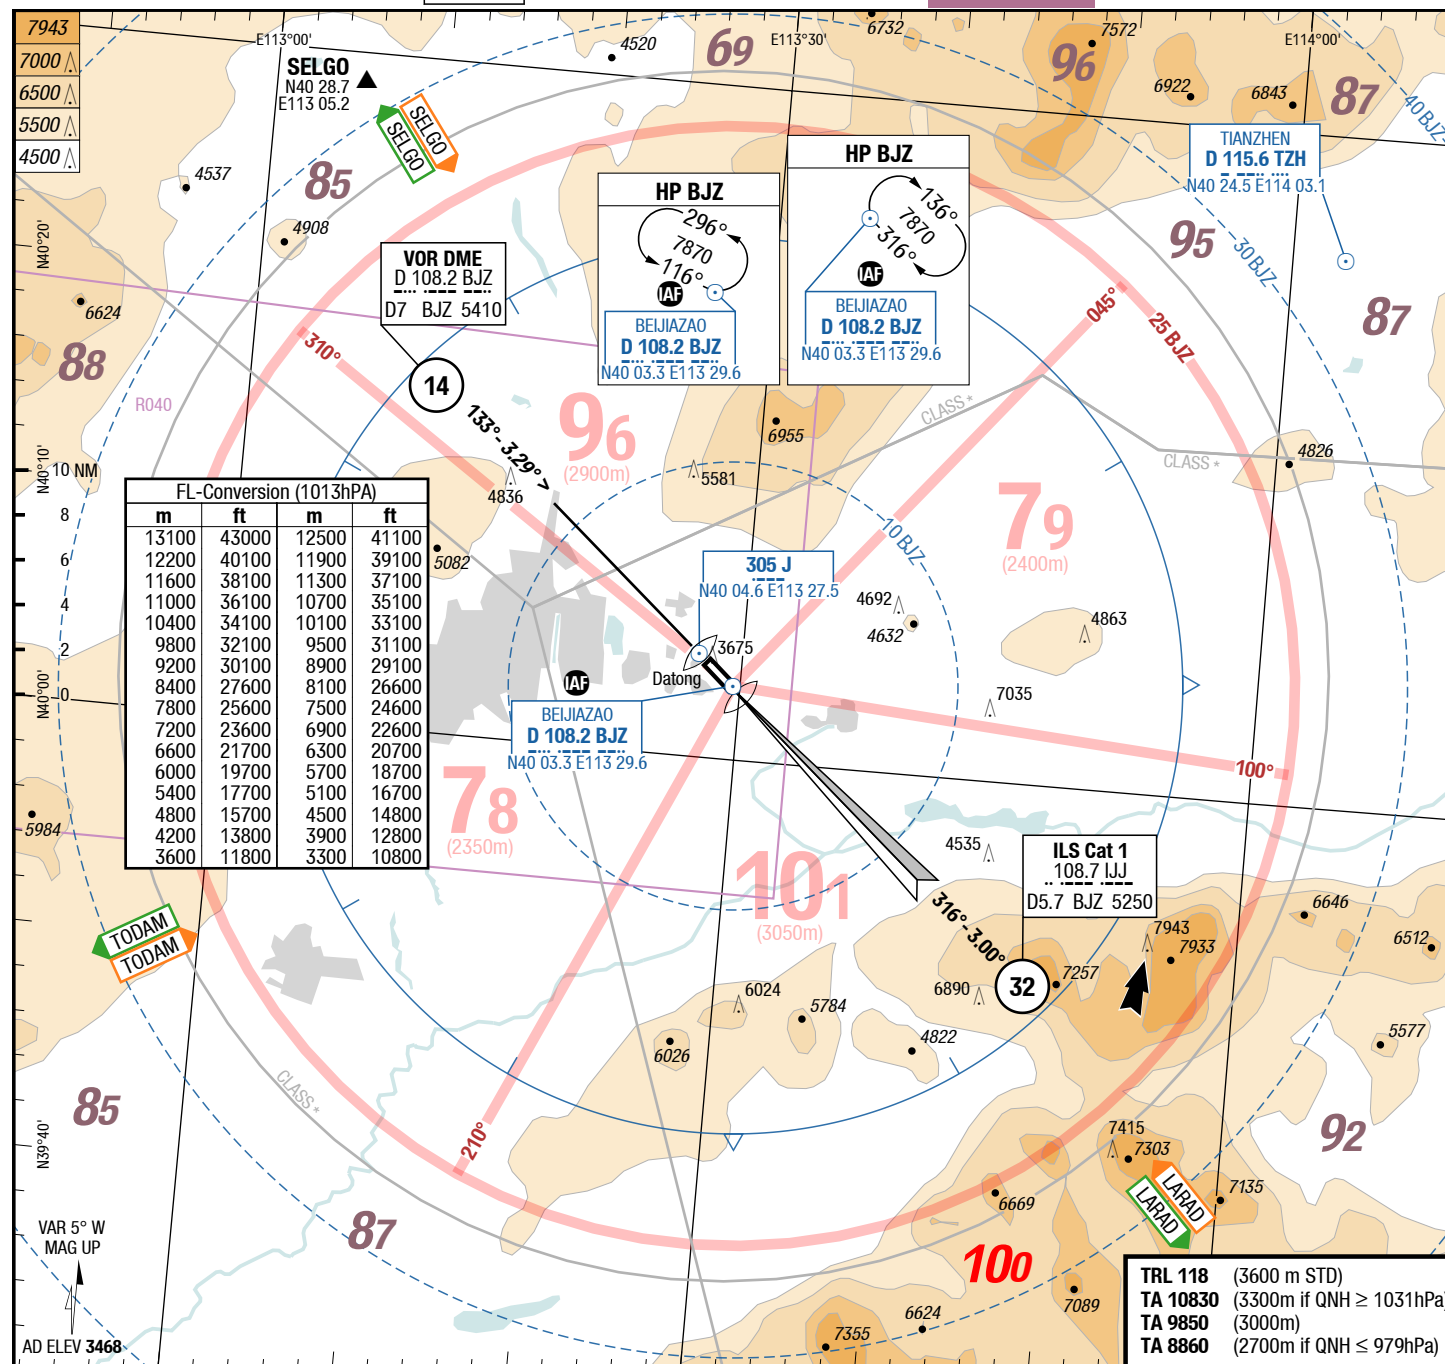 7943
7000
6500
5500
4500
E113°00'
E113°30'
E114°00'
SELGO
N40 28.7
E113 05.2
SELGO
SELGO
4520
69
6732
7572
96
6922
6843
87
40 BJZ
4537
85
4908
TIANZHEN
D 115.6 TZH
N40 24.5 E114 03.1
HP BJZ
296°
7870
116°
IAF
BEIJIAZAO
D 108.2 BJZ
N40 03.3 E113 29.6
HP BJZ
136°
7870
316°
IAF
BEIJIAZAO
D 108.2 BJZ
N40 03.3 E113 29.6
N40°20'
VOR DME
D 108.2 BJZ
D7 BJZ 5410
95
30 BJZ
6624
88
87
045°
25 BJZ
310°
14
R040
133°- 3.29° >
96
(2900m)
6955
CLASS *
CLASS *
4826
N40°10'
10 NM
8
6
4
2
0
N40°00'
4836
5581
5082
79
(2400m)
10 BJZ
FL-Conversion (1013hPA)
m ft m ft
13100 43000 12500 41100
12200 40100 11900 39100
11600 38100 11300 37100
11000 36100 10700 35100
10400 34100 10100 33100
9800 32100 9500 31100
9200 30100 8900 29100
8400 27600 8100 26600
7800 25600 7500 24600
7200 23600 6900 22600
6600 21700 6300 20700
6000 19700 5700 18700
5400 17700 5100 16700
4800 15700 4500 14800
4200 13800 3900 12800
3600 11800 3300 10800
305 J
N40 04.6 E113 27.5
4692
4632
4863
3675
Datong
7035
IAF
BEIJIAZAO
D 108.2 BJZ
N40 03.3 E113 29.6
100°
78
(2350m)
5984
4535
ILS Cat 1
108.7 IJJ
D5.7 BJZ 5250
101
(3050m)
316°- 3.00°
32
TODAM
TODAM
6646
6512
7943
7933
7257
6890
6024
5784
6026
4822
5577
CLASS *
85
N39°40'
210°
92
7415
7303
7135
LARAD
LARAD
6669
87
100
VAR 5° W
MAG UP
AD ELEV 3468
7089
6624
7355
TRL 118 (3600 m STD)
TA 10830 (3300m if QNH ≥ 1031hPa)
TA 9850 (3000m)
TA 8860 (2700m if QNH ≤ 979hPa)